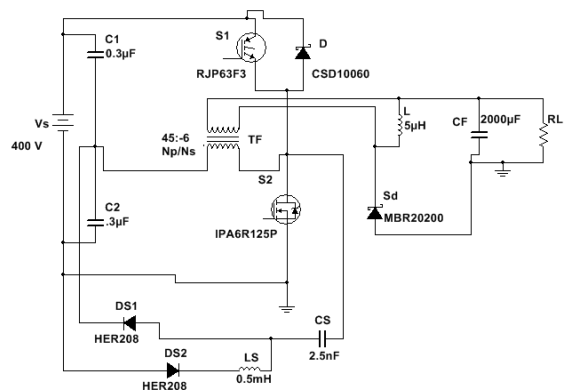 C1
0.3µF
S1
RJP63F3
D
CSD10060
Vs
400 V
45:-6
Np/Ns
TF
L
5µH
CF
2000µF
RL
S2
IPA6R125P
Sd
MBR20200
C2
.3µF
DS1
HER208
DS2
HER208
LS
0.5mH
CS
2.5nF